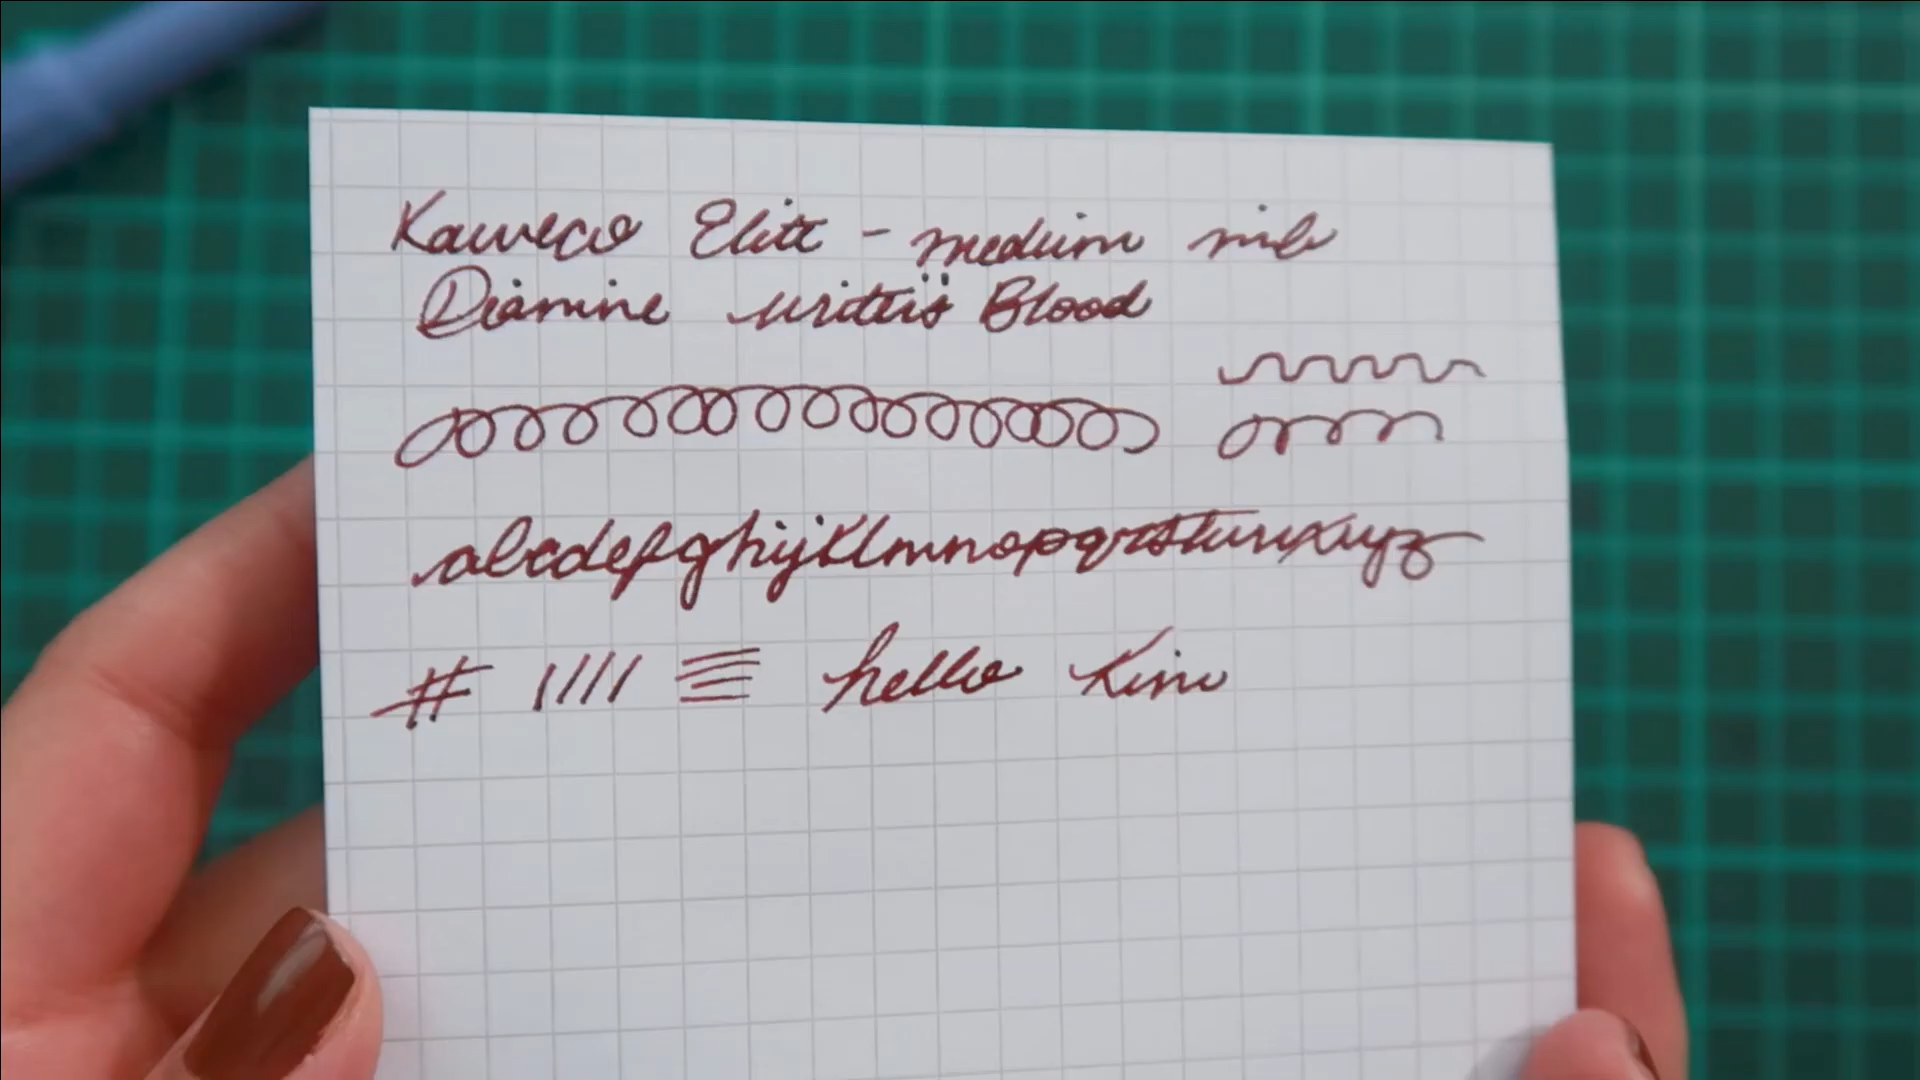 Kaweco Elite - medium nib
Diamine writer's Blood
abcdefghijklmnopqrstuvwxyz
# hello Kim